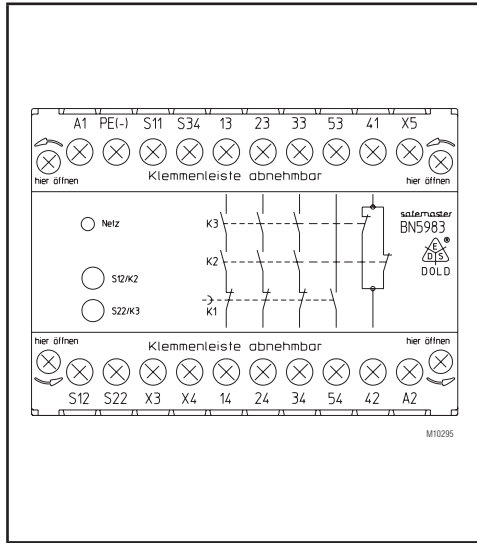 A1 PE(-) S11 S34 13 23 33 53 41 X5
hier öffnen Klemmenleiste abnehmbar hier öffnen
Netz
S12/K2
S22/K3
K3
K2
K1
safemaster
BN5983
®
E
D S
DOLD
hier öffnen Klemmenleiste abnehmbar hier öffnen
S12 S22 X3 X4 14 24 34 54 42 A2
M10295